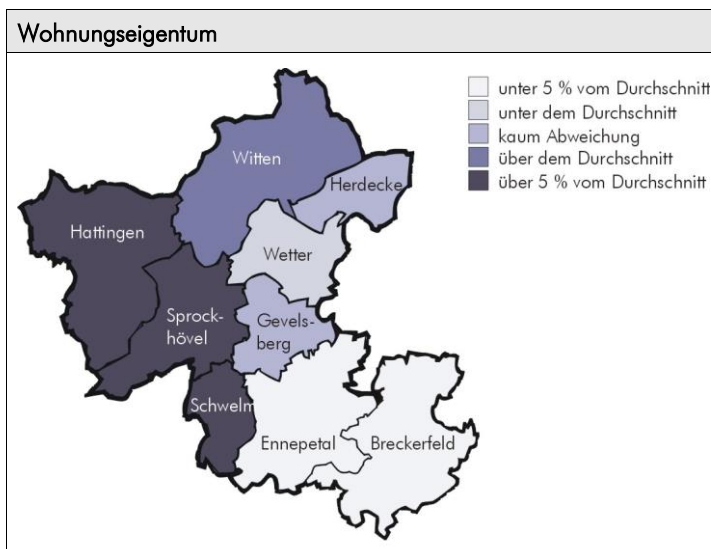 Wohnungseigentum
unter 5 % vom Durchschnitt
unter dem Durchschnitt
kaum Abweichung
über dem Durchschnitt
über 5 % vom Durchschnitt
Witten
Herdecke
Hattingen
Wetter
Sprock-
hövel
Gevels-
berg
Schwelm
Ennepetal
Breckerfeld